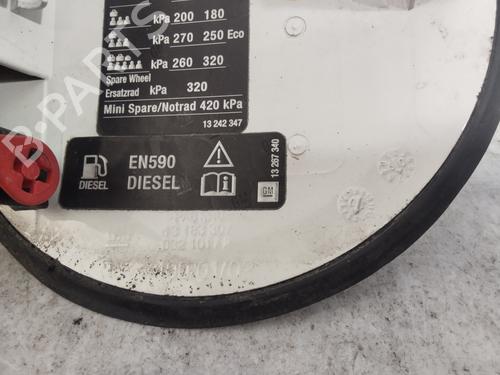 kPa 200 180
kPa 270 250 Eco
kPa 260 320
Spare Wheel
Ersatzrad kPa 320
Mini Spare/Notrad 420 kPa
13 242 347
EN590
DIESEL
DIESEL
13 267 340
GM
B-PARTS